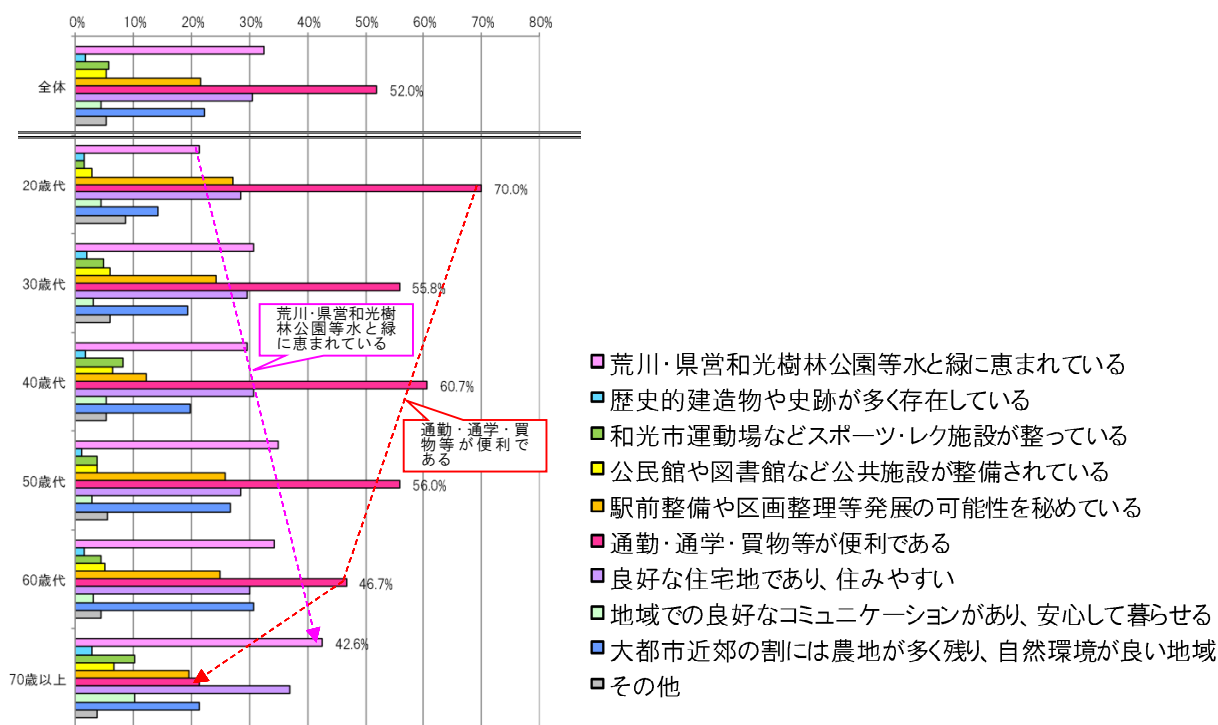 0% 10% 20% 30% 40% 50% 60% 70% 80%
全体
52.0%
20歳代
70.0%
30歳代
55.8%
荒川・県営和光樹
林公園等水と緑
に恵まれている
40歳代
60.7%
通勤・通学・買
物等が便利で
ある
50歳代
56.0%
60歳代
46.7%
42.6%
70歳以上
荒川・県営和光樹林公園等水と緑に恵まれている
歴史的建造物や史跡が多く存在している
和光市運動場などスポーツ・レク施設が整っている
公民館や図書館など公共施設が整備されている
駅前整備や区画整理等発展の可能性を秘めている
通勤・通学・買物等が便利である
良好な住宅地であり、住みやすい
地域での良好なコミュニケーションがあり、安心して暮らせる
大都市近郊の割には農地が多く残り、自然環境が良い地域
その他